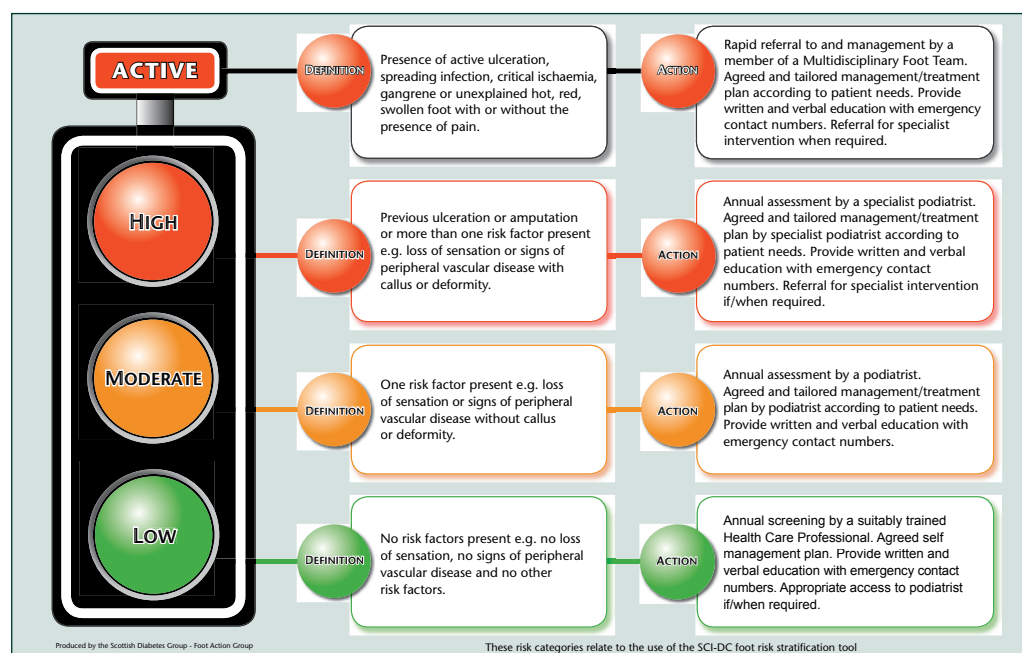 ACTIVE
DEFINITION
Presence of active ulceration,
spreading infection, critical ischaemia,
gangrene or unexplained hot, red,
swollen foot with or without the
presence of pain.
ACTION
Rapid referral to and management by a
member of a Multidisciplinary Foot Team.
Agreed and tailored management/treatment
plan according to patient needs. Provide
written and verbal education with emergency
contact numbers. Referral for specialist
intervention when required.
HIGH
DEFINITION
Previous ulceration or amputation
or more than one risk factor present
e.g. loss of sensation or signs of
peripheral vascular disease with
callus or deformity.
ACTION
Annual assessment by a specialist podiatrist.
Agreed and tailored management/treatment
plan by specialist podiatrist according to
patient needs. Provide written and verbal
education with emergency contact
numbers. Referral for specialist intervention
if/when required.
MODERATE
DEFINITION
One risk factor present e.g. loss
of sensation or signs of peripheral
vascular disease without callus
or deformity.
ACTION
Annual assessment by a podiatrist.
Agreed and tailored management/treatment
plan by podiatrist according to patient needs.
Provide written and verbal education with
emergency contact numbers.
LOW
DEFINITION
No risk factors present e.g. no loss
of sensation, no signs of peripheral
vascular disease and no other
risk factors.
ACTION
Annual screening by a suitably trained
Health Care Professional. Agreed self
management plan. Provide written and
verbal education with emergency contact
numbers. Appropriate access to podiatrist
if/when required.
Produced by the Scottish Diabetes Group - Foot Action Group
These risk categories relate to the use of the SCI-DC foot risk stratification tool